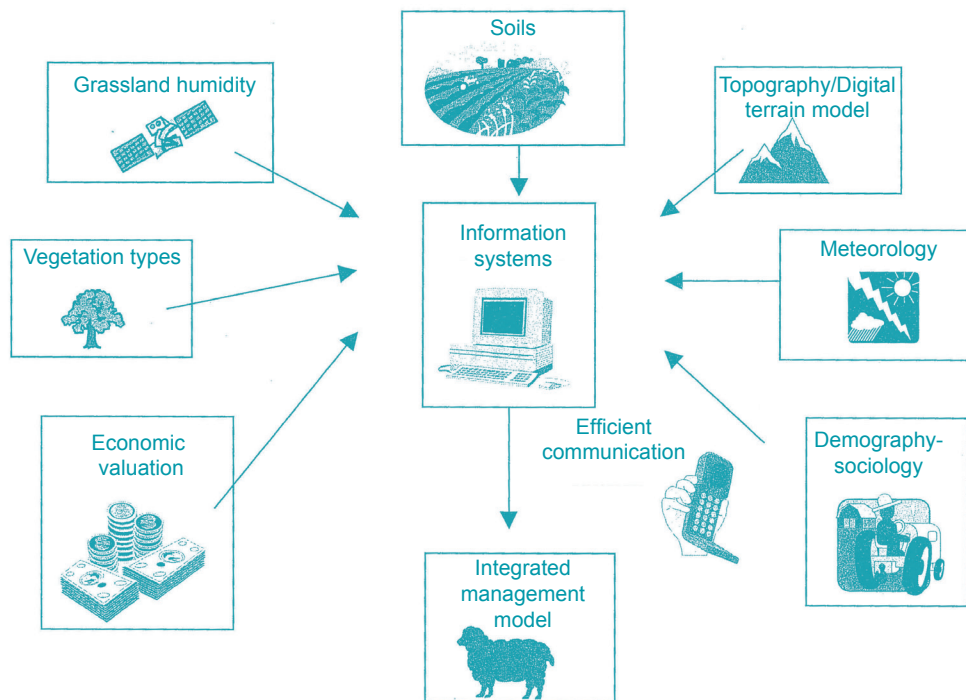 Soils
Grassland humidity
Topography/Digital
terrain model
Information
systems
Vegetation types
Meteorology
Economic
valuation
Efficient
communication
Demography-
sociology
Integrated
management
model